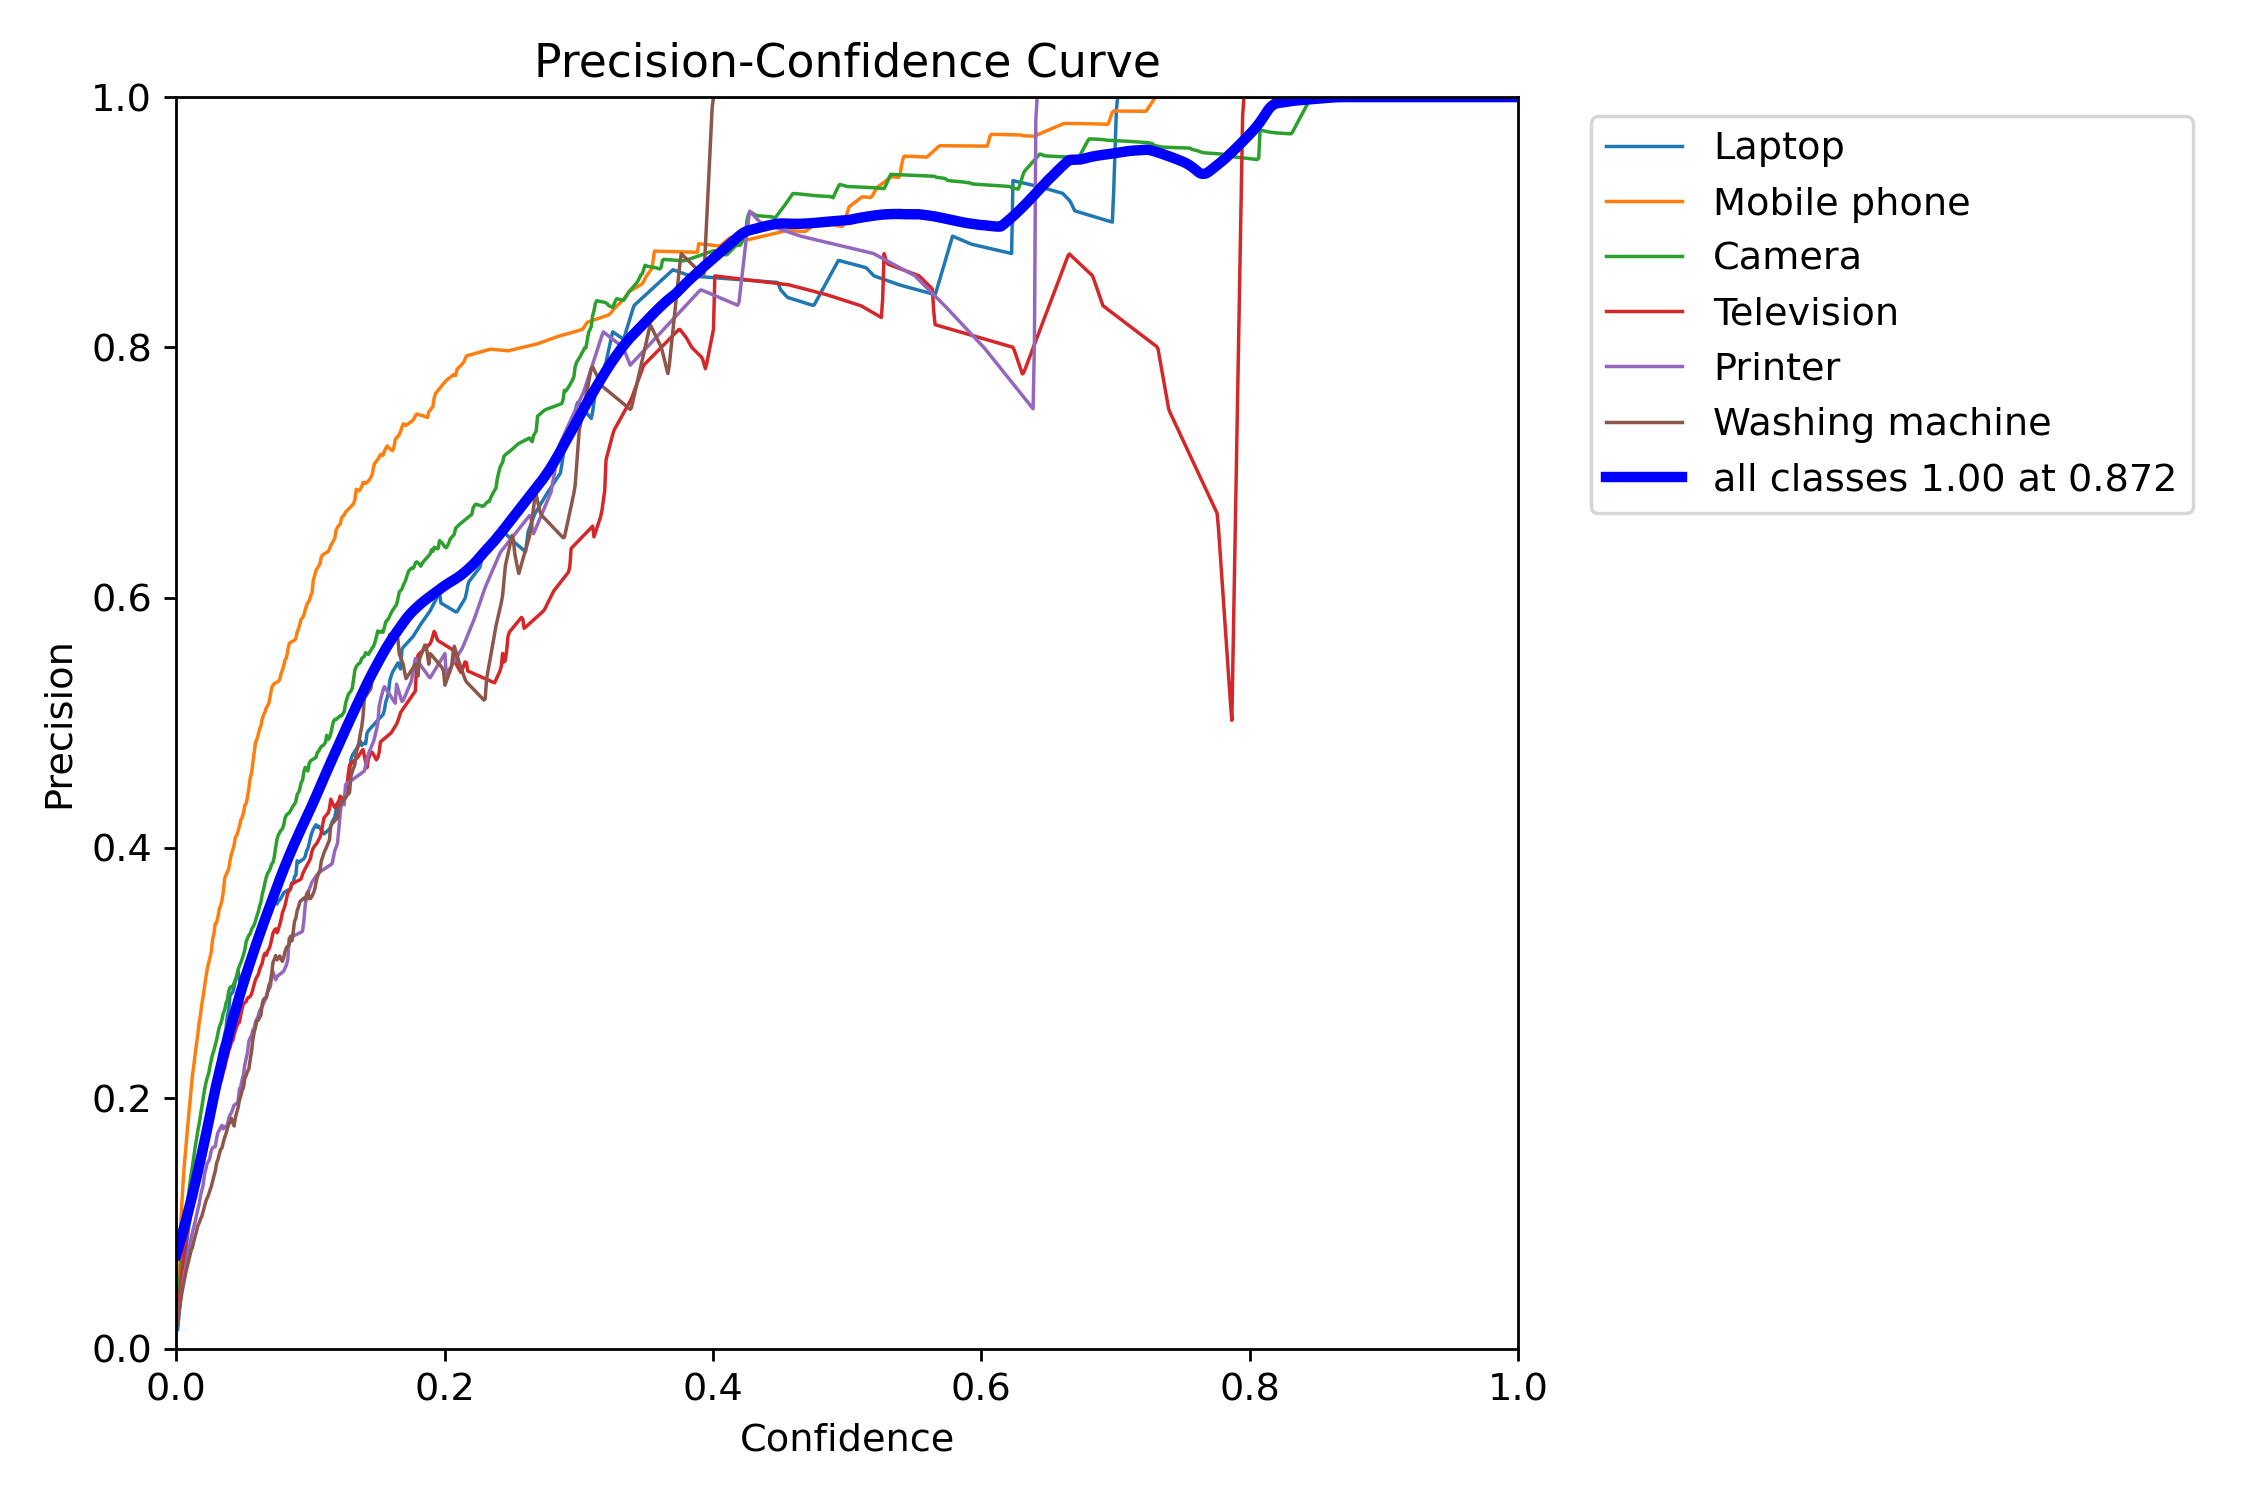 Precision-Confidence Curve
1.0
0.8
0.6
0.4
0.2
0.0
Precision
0.0 0.2 0.4 0.6 0.8 1.0
Confidence
Laptop
Mobile phone
Camera
Television
Printer
Washing machine
all classes 1.00 at 0.872